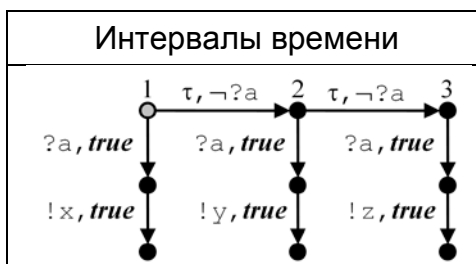 Интервалы времени
1 τ,¬?a 2 τ,¬?a 3
?a,true ?a,true ?a,true
!x,true !y,true !z,true